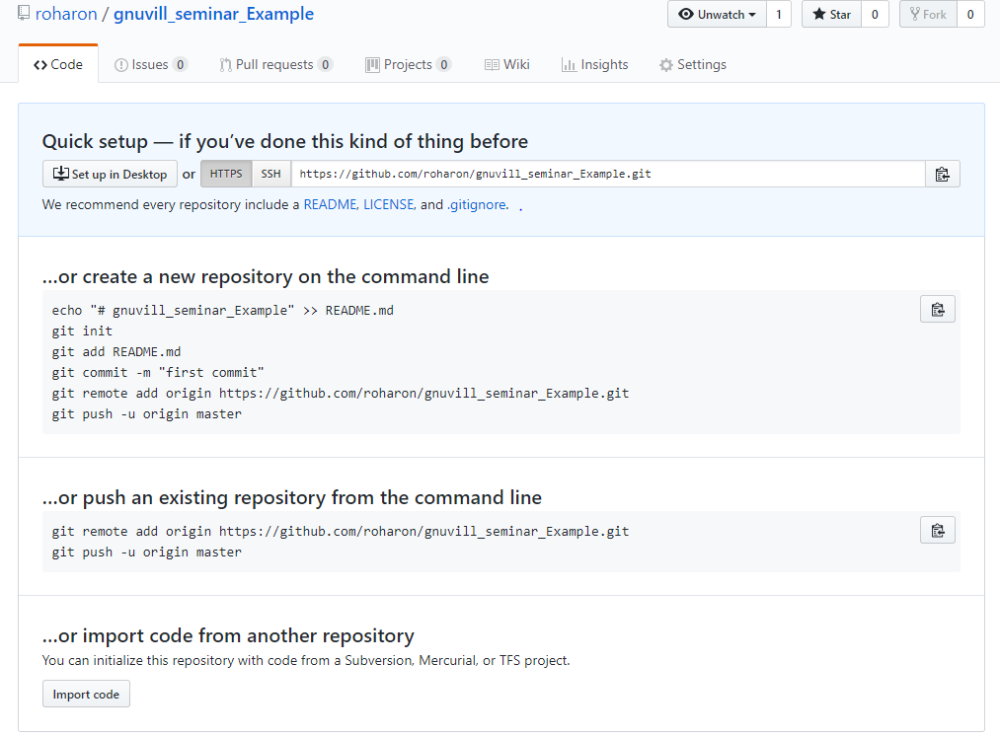 roharon / gnuvill_seminar_Example
Unwatch 1 Star 0 Fork 0
Code Issues 0 Pull requests 0 Projects 0 Wiki Insights Settings
Quick setup — if you’ve done this kind of thing before
Set up in Desktop or HTTPS SSH https://github.com/roharon/gnuvill_seminar_Example.git
We recommend every repository include a README, LICENSE, and .gitignore. .
…or create a new repository on the command line
echo "# gnuvill_seminar_Example" >> README.md
git init
git add README.md
git commit -m "first commit"
git remote add origin https://github.com/roharon/gnuvill_seminar_Example.git
git push -u origin master
…or push an existing repository from the command line
git remote add origin https://github.com/roharon/gnuvill_seminar_Example.git
git push -u origin master
…or import code from another repository
You can initialize this repository with code from a Subversion, Mercurial, or TFS project.
Import code